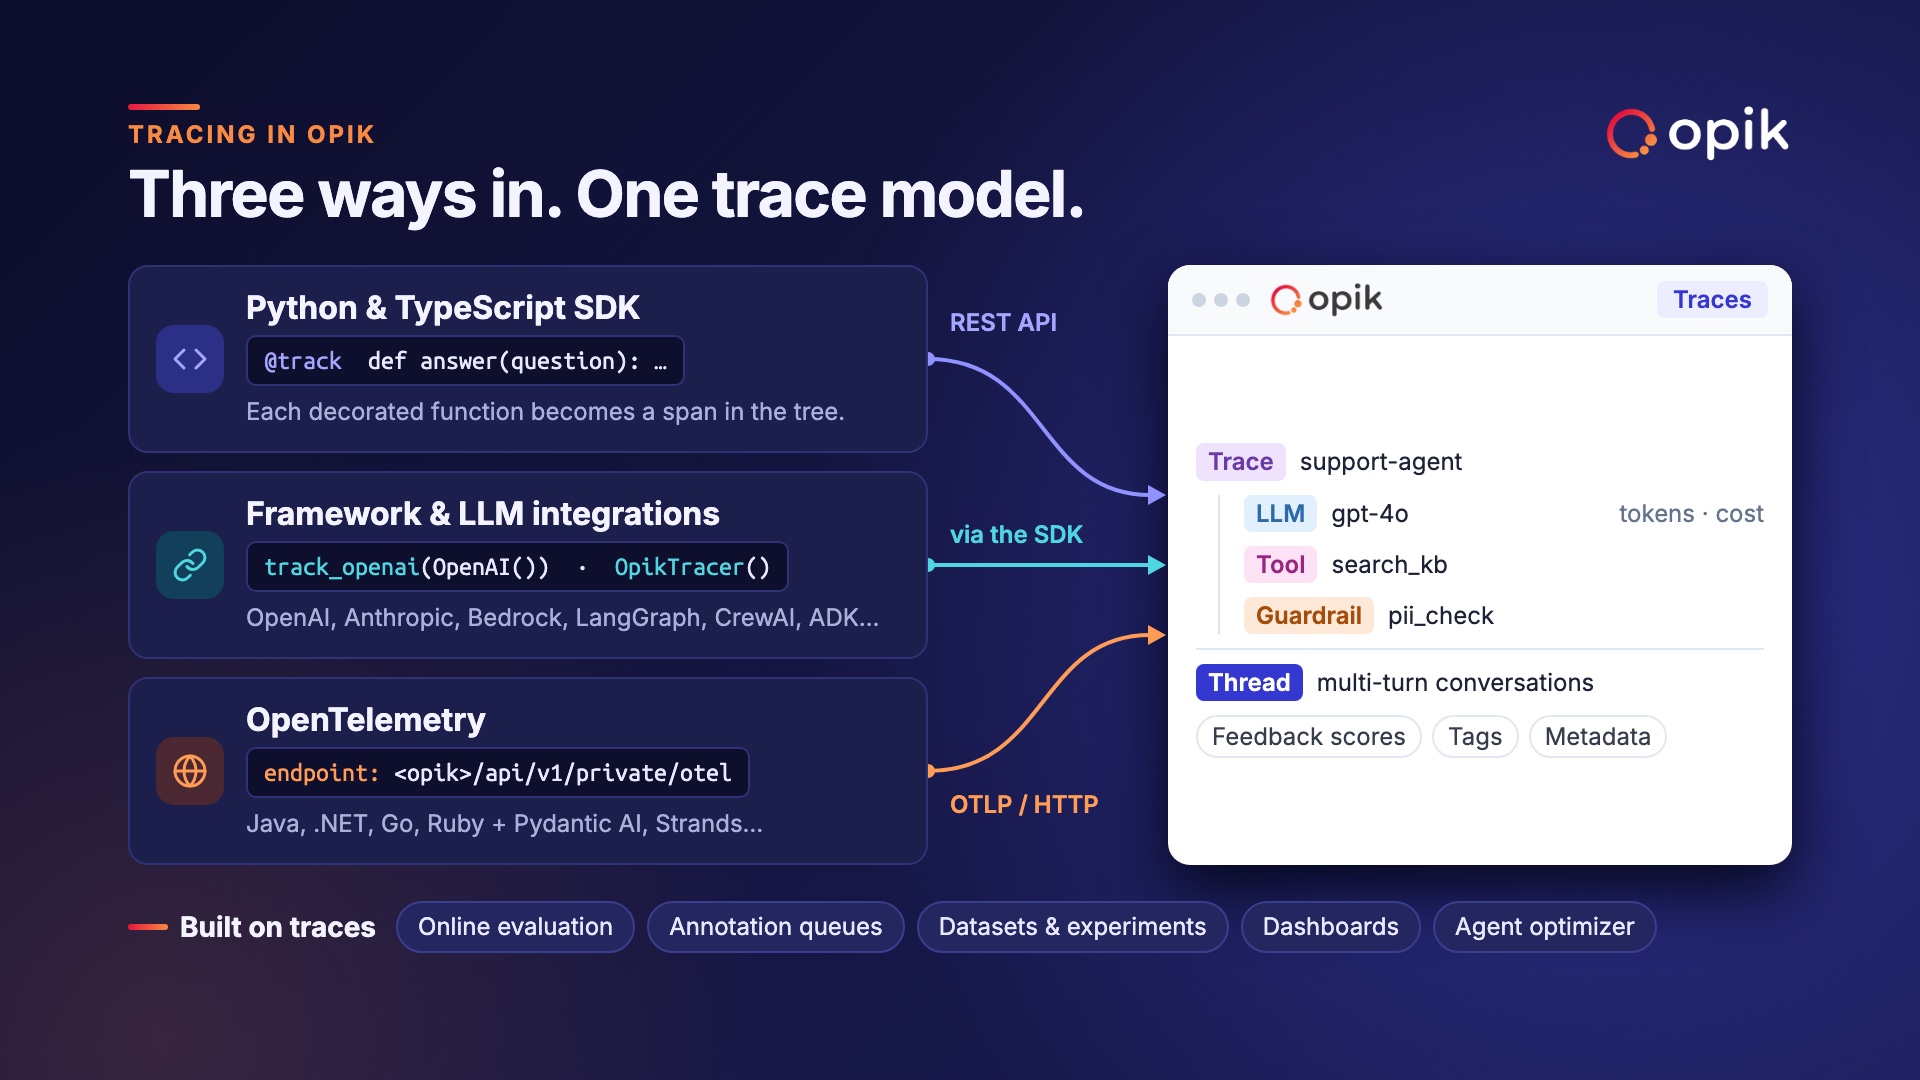 TRACING IN OPIK
opik
Three ways in. One trace model.
Python & TypeScript SDK
@track  def answer(question): …
Each decorated function becomes a span in the tree.
REST API
Framework & LLM integrations
track_openai(OpenAI())  ·  OpikTracer()
OpenAI, Anthropic, Bedrock, LangGraph, CrewAI, ADK…
via the SDK
OpenTelemetry
endpoint: <opik>/api/v1/private/otel
Java, .NET, Go, Ruby + Pydantic AI, Strands…
OTLP / HTTP
opik
Traces
Trace support-agent
LLM gpt-4o tokens · cost
Tool search_kb
Guardrail pii_check
Thread multi-turn conversations
Feedback scores Tags Metadata
Built on traces Online evaluation Annotation queues Datasets & experiments Dashboards Agent optimizer